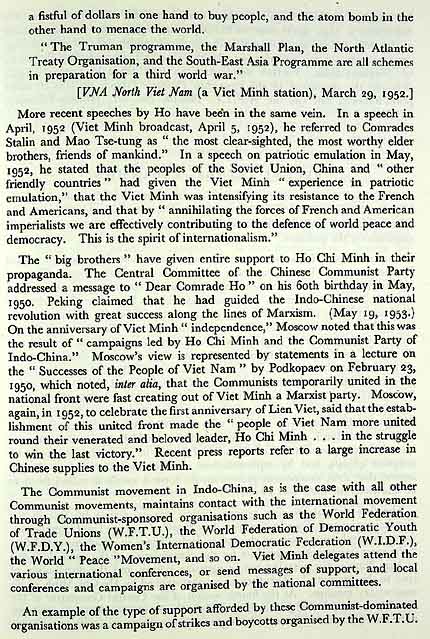 a fistful of dollars in one hand to buy people, and the atom bomb in the
other hand to menace the world.
“ The Truman programme, the Marshall Plan, the North Atlantic
Treaty Organisation, and the South-East Asia Programme are all schemes
in preparation for a third world war.”
[VNA North Viet Nam (a Viet Minh station), March 29, 1952.]
More recent speeches by Ho have been in the same vein. In a speech in
April, 1952 (Viet Minh broadcast, April 5, 1952), he referred to Comrades
Stalin and Mao Tse-tung as “ the most clear-sighted, the most worthy elder
brothers, friends of mankind.” In a speech on patriotic emulation in May,
1952, he stated that the peoples of the Soviet Union, China and “ other
friendly countries ” had given the Viet Minh “ experience in patriotic
emulation,” that the Viet Minh was intensifying its resistance to the French
and Americans, and that by “ annihilating the forces of French and American
imperialists we are effectively contributing to the defence of world peace and
democracy. This is the spirit of internationalism.”
The “ big brothers ” have given entire support to Ho Chi Minh in their
propaganda. The Central Committee of the Chinese Communist Party
addressed a message to “ Dear Comrade Ho ” on his 60th birthday in May,
1950. Peking claimed that he had guided the Indo-Chinese national
revolution with great success along the lines of Marxism. (May 19, 1953.)
On the anniversary of Viet Minh “ independence,” Moscow noted that this was
the result of “ campaigns led by Ho Chi Minh and the Communist Party of
Indo-China.” Moscow’s view is represented by statements in a lecture on
the “ Successes of the People of Viet Nam ” by Podkopaev on February 23,
1950, which noted, inter alia, that the Communists temporarily united in the
national front were fast creating out of Viet Minh a Marxist party. Moscow,
again, in 1952, to celebrate the first anniversary of Lien Viet, said that the estab-
lishment of this united front made the “ people of Viet Nam more united
round their venerated and beloved leader, Ho Chi Minh . . . in the struggle
to win the last victory.” Recent press reports refer to a large increase in
Chinese supplies to the Viet Minh.
The Communist movement in Indo-China, as is the case with all other
Communist movements, maintains contact with the international movement
through Communist-sponsored organisations such as the World Federation
of Trade Unions (W.F.T.U.), the World Federation of Democratic Youth
(W.F.D.Y.), the Women’s International Democratic Federation (W.I.D.F.),
the World “ Peace ”Movement, and so on. Viet Minh delegates attend the
various international conferences, or send messages of support, and local
conferences and campaigns are organised by the national committees.
An example of the type of support afforded by these Communist-dominated
organisations was a campaign of strikes and boycotts organised by the W.F.T.U.